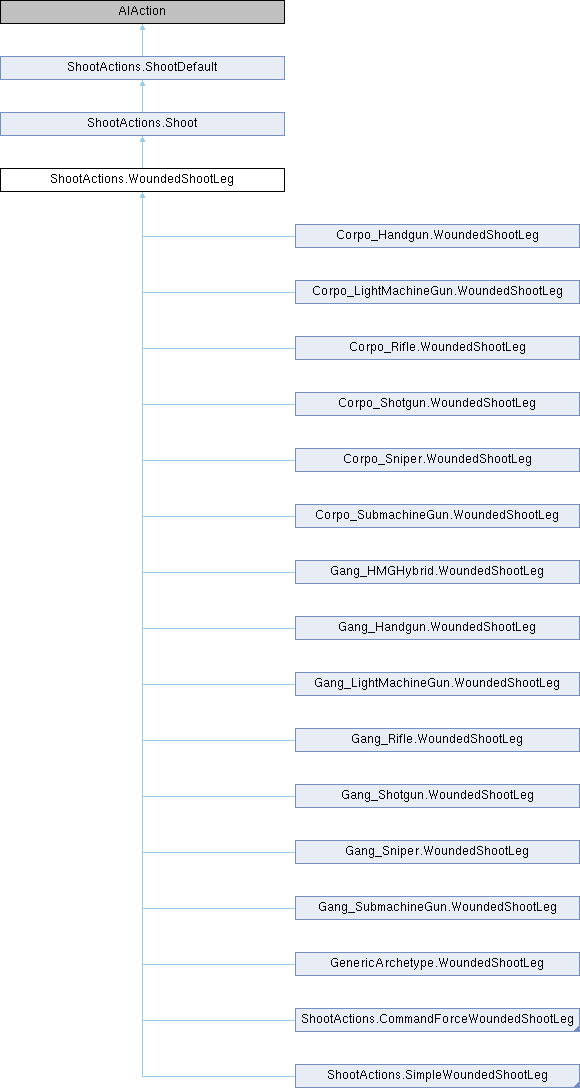 AIAction
ShootActions.ShootDefault
ShootActions.Shoot
ShootActions.WoundedShootLeg
Corpo_Handgun.WoundedShootLeg
Corpo_LightMachineGun.WoundedShootLeg
Corpo_Rifle.WoundedShootLeg
Corpo_Shotgun.WoundedShootLeg
Corpo_Sniper.WoundedShootLeg
Corpo_SubmachineGun.WoundedShootLeg
Gang_HMGHybrid.WoundedShootLeg
Gang_Handgun.WoundedShootLeg
Gang_LightMachineGun.WoundedShootLeg
Gang_Rifle.WoundedShootLeg
Gang_Shotgun.WoundedShootLeg
Gang_Sniper.WoundedShootLeg
Gang_SubmachineGun.WoundedShootLeg
GenericArchetype.WoundedShootLeg
ShootActions.CommandForceWoundedShootLeg
ShootActions.SimpleWoundedShootLeg